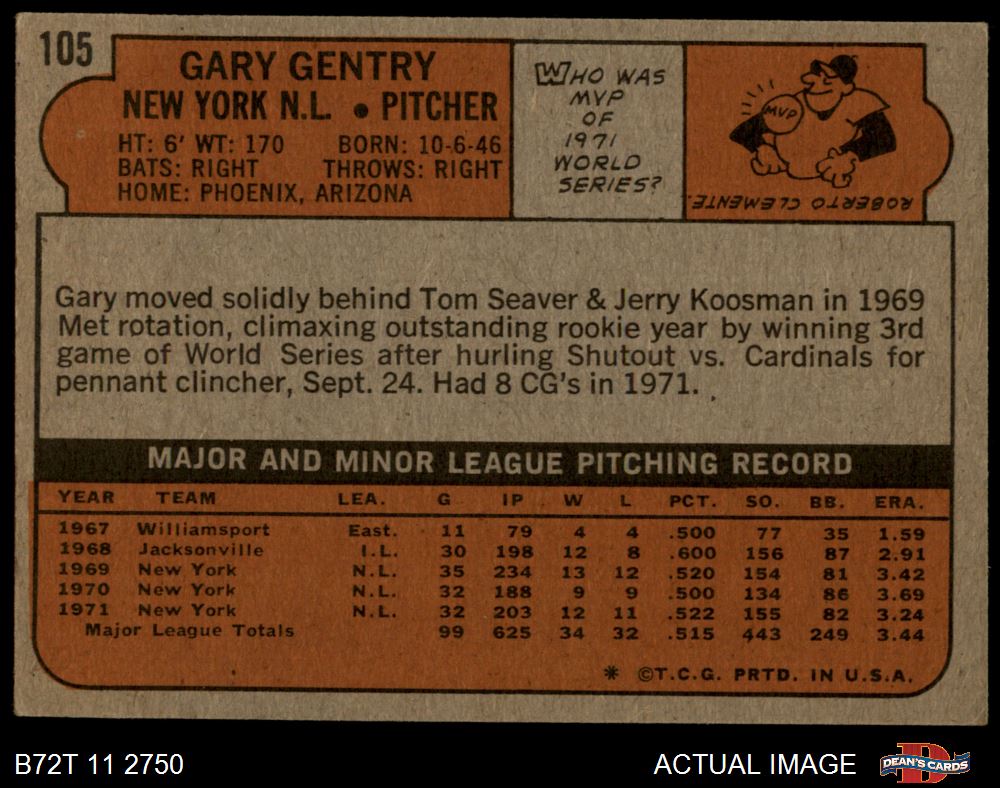 105
GARY GENTRY
NEW YORK N.L. • PITCHER
HT: 6' WT: 170 BORN: 10-6-46
BATS: RIGHT THROWS: RIGHT
HOME: PHOENIX, ARIZONA
WHO WAS
MVP
OF
1971
WORLD
SERIES?
MVP
ROBERTO CLEMENTE.
Gary moved solidly behind Tom Seaver & Jerry Koosman in 1969
Met rotation, climaxing outstanding rookie year by winning 3rd
game of World Series after hurling Shutout vs. Cardinals for
pennant clincher, Sept. 24. Had 8 CG's in 1971.
MAJOR AND MINOR LEAGUE PITCHING RECORD
YEAR TEAM LEA. G IP W L PCT. SO. BB. ERA.
1967 Williamsport East. 11 79 4 4 .500 77 35 1.59
1968 Jacksonville I.L. 30 198 12 8 .600 156 87 2.91
1969 New York N.L. 35 234 13 12 .520 154 81 3.42
1970 New York N.L. 32 188 9 9 .500 134 86 3.69
1971 New York N.L. 32 203 12 11 .522 155 82 3.24
Major League Totals 99 625 34 32 .515 443 249 3.44
* ©T.C.G. PRTD. IN U.S.A.
B72T 11 2750
ACTUAL IMAGE
D
DEAN'S CARDS